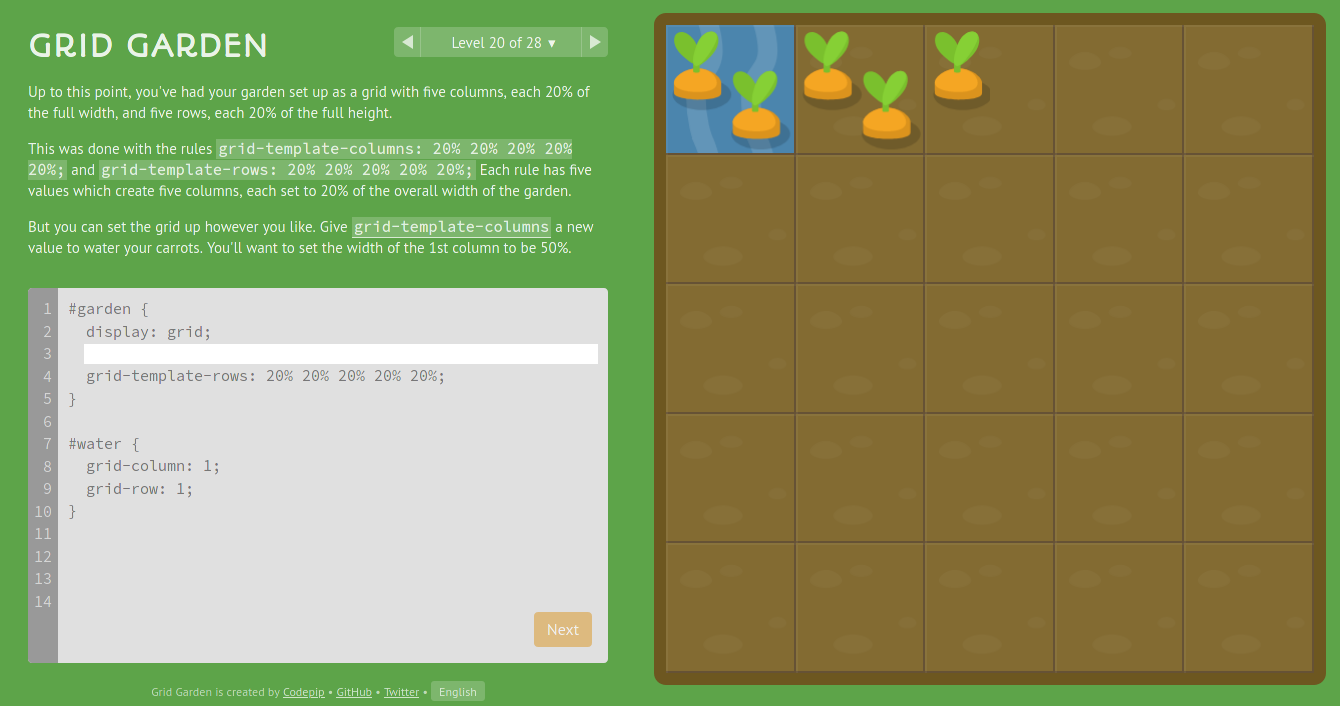 GRID GARDEN
◀ Level 20 of 28 ▼ ▶
Up to this point, you've had your garden set up as a grid with five columns, each 20% of
the full width, and five rows, each 20% of the full height.
This was done with the rules grid-template-columns: 20% 20% 20% 20%
20%; and grid-template-rows: 20% 20% 20% 20% 20%; Each rule has five
values which create five columns, each set to 20% of the overall width of the garden.
But you can set the grid up however you like. Give grid-template-columns a new
value to water your carrots. You'll want to set the width of the 1st column to be 50%.
1 #garden {
2 display: grid;
3
4 grid-template-rows: 20% 20% 20% 20% 20%;
5 }
6
7 #water {
8 grid-column: 1;
9 grid-row: 1;
10 }
11
12
13
14
Next
Grid Garden is created by Codepip • GitHub • Twitter • English